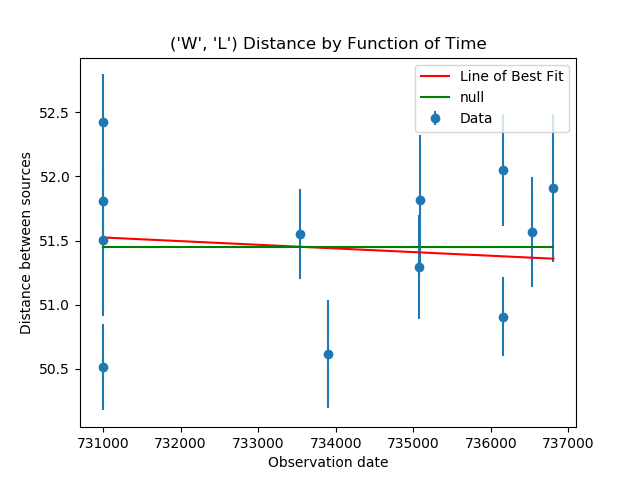 ('W', 'L') Distance by Function of Time
Line of Best Fit
null
Data
Distance between sources
52.5
52.0
51.5
51.0
50.5
731000 732000 733000 734000 735000 736000 737000
Observation date